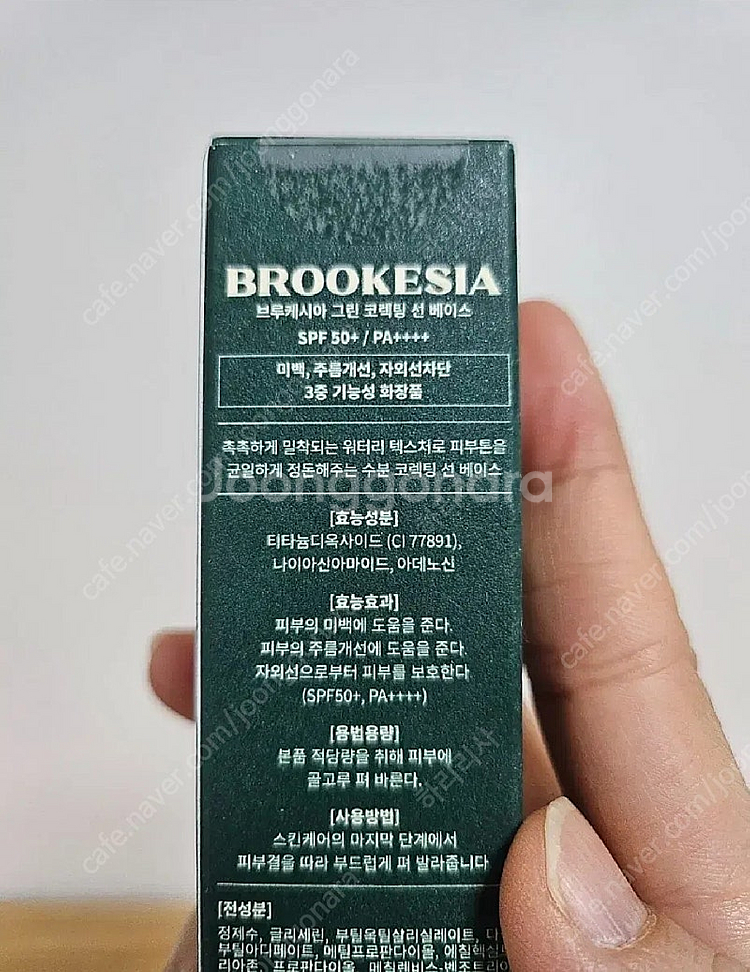 BROOKESIA
브루케시아 그린 코렉팅 선 베이스
SPF 50+ / PA++++
미백, 주름개선, 자외선차단
3중 기능성 화장품
촉촉하게 밀착되는 워터리 텍스처로 피부톤을
균일하게 정돈해주는 수분 코렉팅 선 베이스
Joonggonara
[효능성분]
티타늄디옥사이드 (CI 77891),
나이아신아마이드, 아데노신
[효능효과]
피부의 미백에 도움을 준다.
피부의 주름개선에 도움을 준다.
자외선으로부터 피부를 보호한다
(SPF50+, PA++++)
[용법용량]
본품 적당량을 취해 피부에
골고루 펴 바른다.
[사용방법]
스킨케어의 마지막 단계에서
피부결을 따라 부드럽게 펴 발라줍니다
[전성분]
정제수, 글리세린, 부틸옥틸살리실레이트,
부틸아디페이트, 메틸프로판다이올,
프로판다이올,
cafe.naver.com/joonggonara